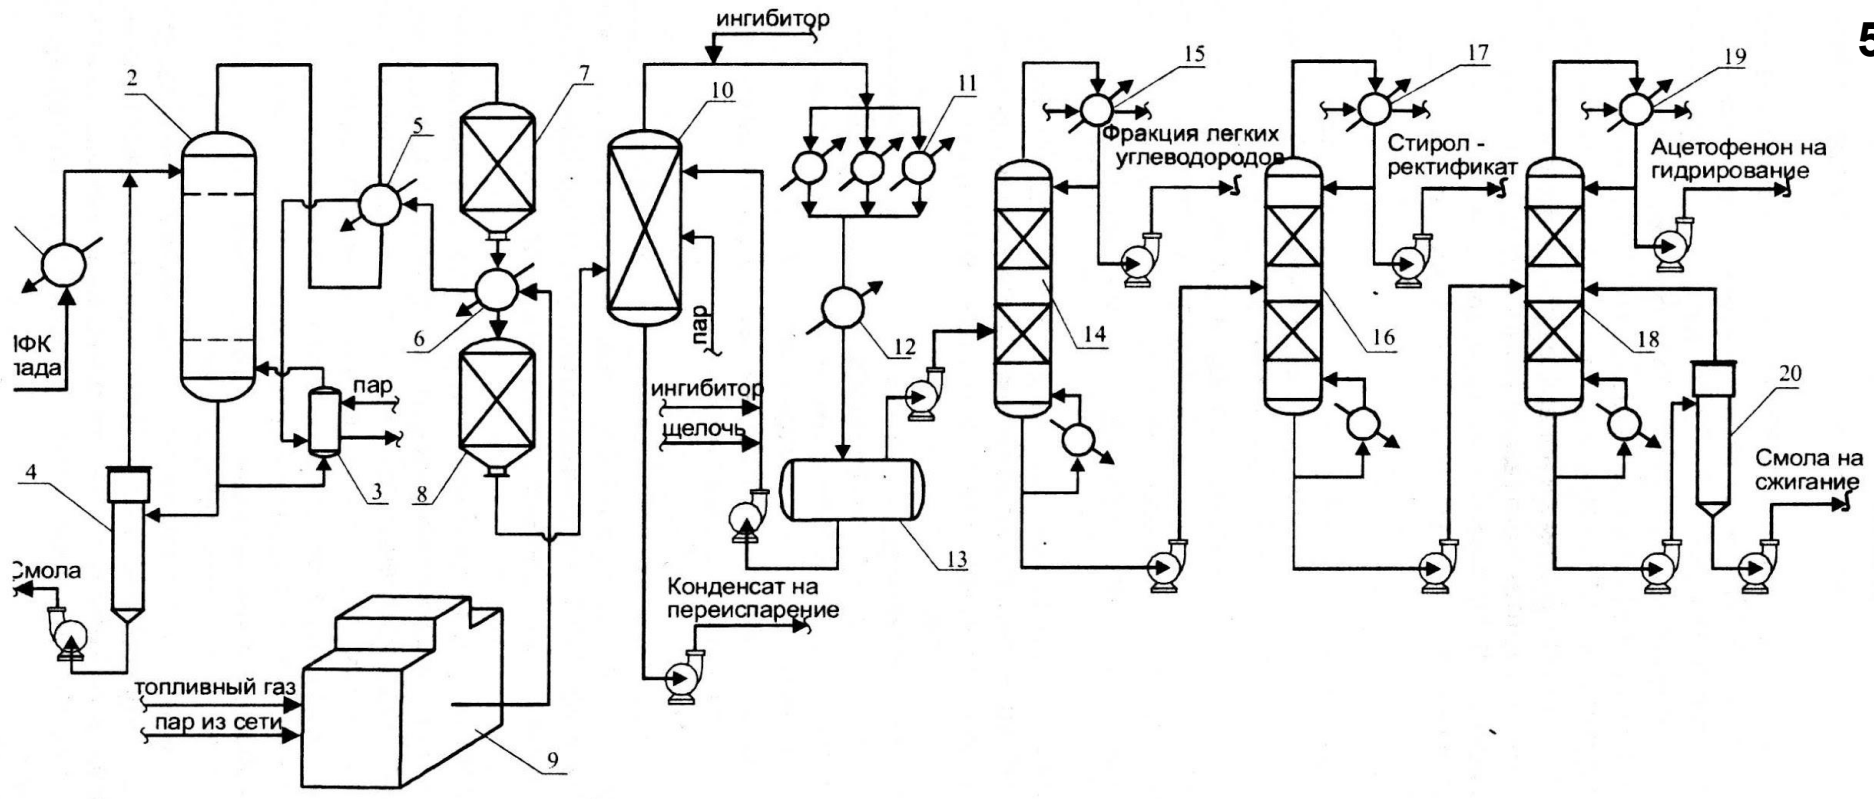 5
ингибитор
2
7
10
11
15
17
19
5
Фракция легких
углеводородов
Стирол -
ректификат
Ацетофенон на
гидрирование
6
пар
12
14
16
18
20
пар
ингибитор
щелочь
4
3
8
13
Смола на
сжигание
Смола
Конденсат на
переиспарение
топливный газ
пар из сети
9